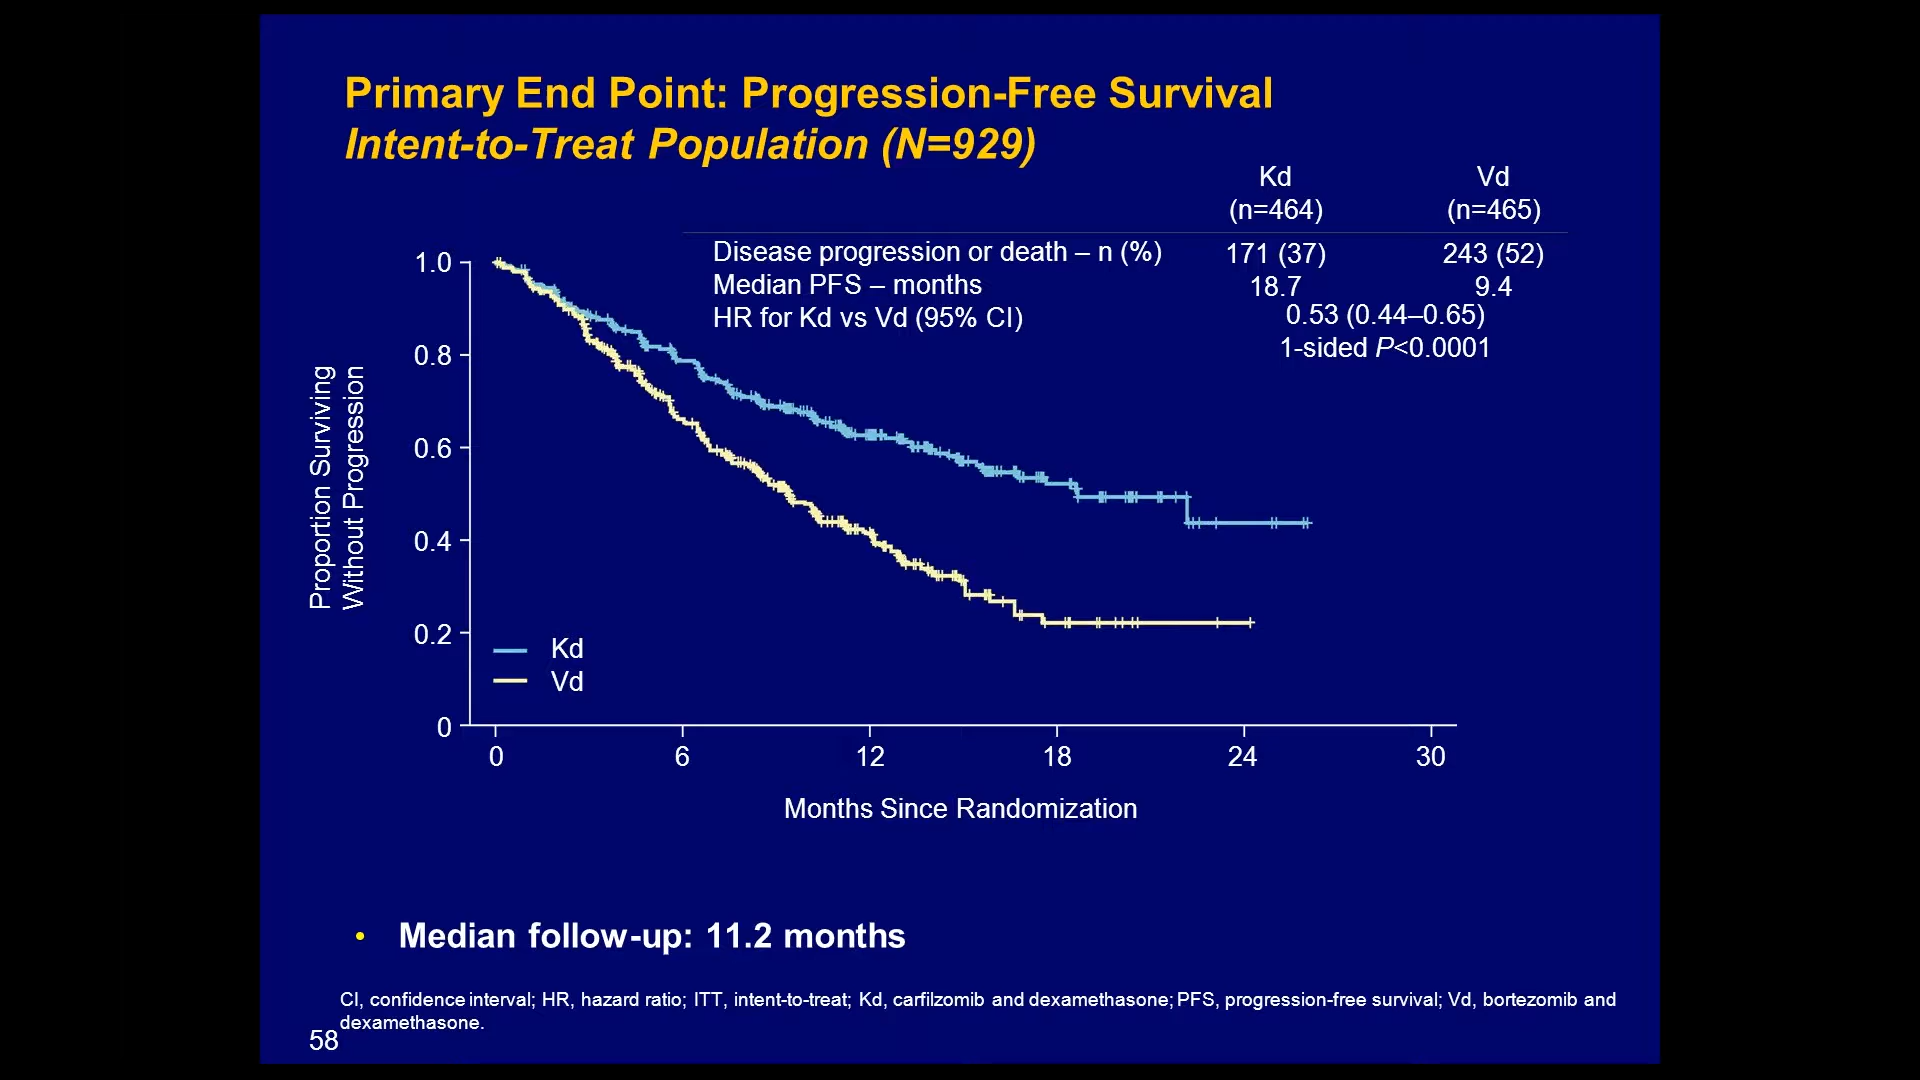 Primary End Point: Progression-Free Survival
Intent-to-Treat Population (N=929)
Kd Vd
(n=464) (n=465)
Disease progression or death – n (%) 171 (37) 243 (52)
Median PFS – months 18.7 9.4
HR for Kd vs Vd (95% CI) 0.53 (0.44–0.65)
1-sided P<0.0001
Proportion Surviving
Without Progression
1.0
0.8
0.6
0.4
0.2
0
Kd
Vd
0 6 12 18 24 30
Months Since Randomization
• Median follow-up: 11.2 months
CI, confidence interval; HR, hazard ratio; ITT, intent-to-treat; Kd, carfilzomib and dexamethasone; PFS, progression-free survival; Vd, bortezomib and
dexamethasone.
58